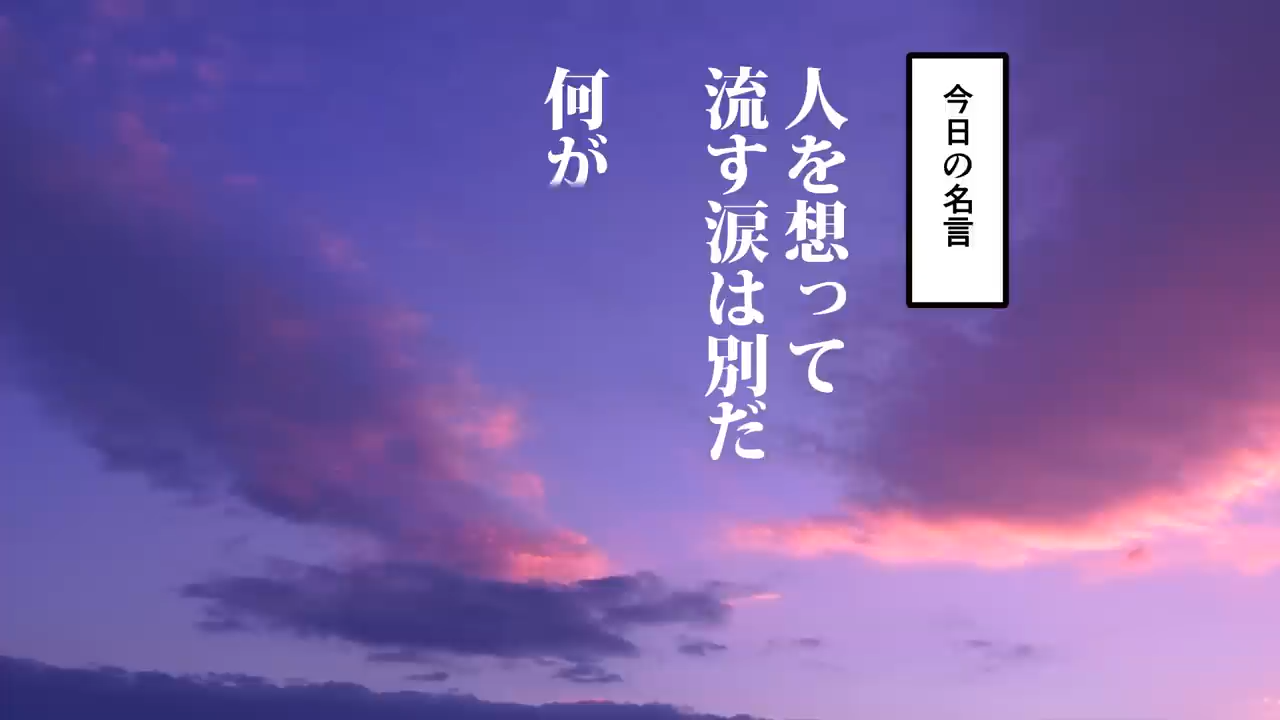 今日の名言
人を想って
流す涙は別だ
何が